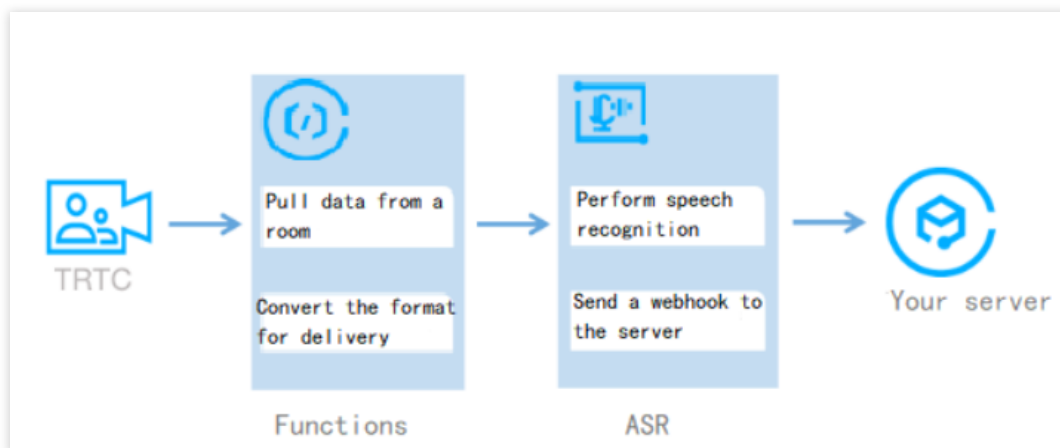 TRTC
Pull data from a
room
Convert the format
for delivery
Functions
Perform speech
recognition
Send a webhook to
the server
ASR
Your server